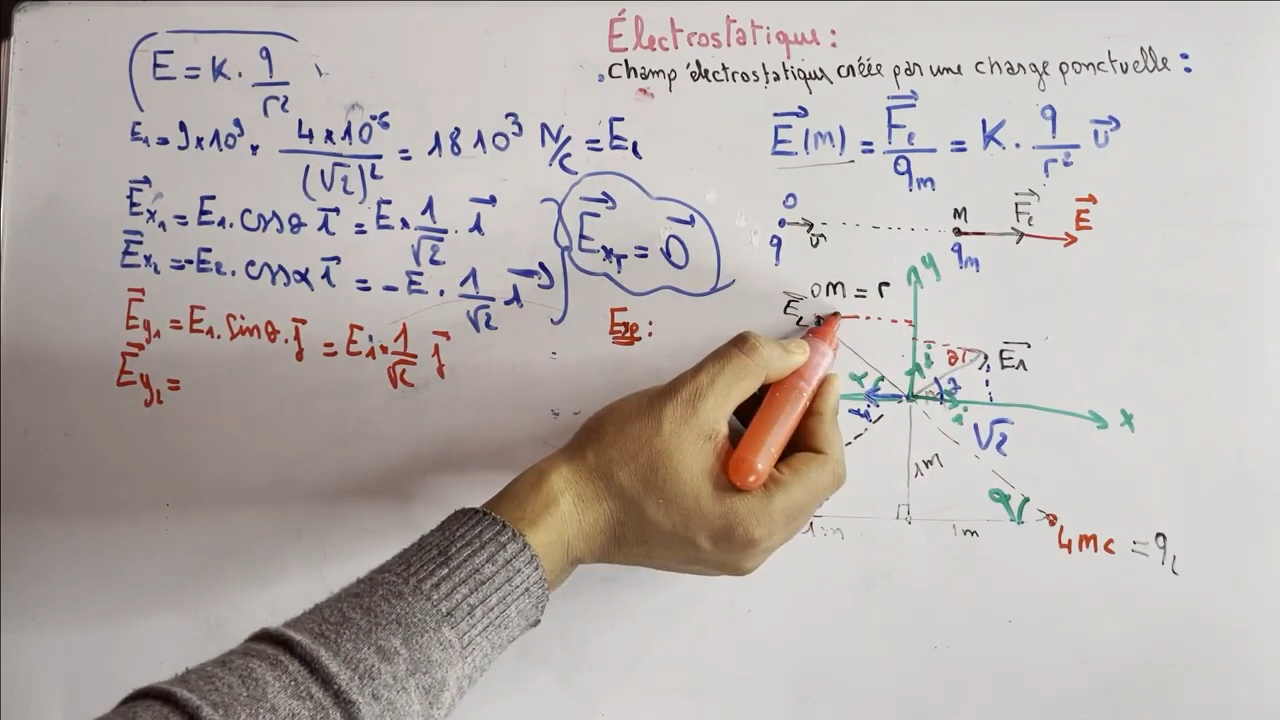 Électrostatique:
Champ électrostatique créée par une charge ponctuelle :
E = K . q / r²
E1 = 9×10⁹ × 4×10⁻⁶ / (√2)² = 18 10³ N/C = E2
E⃗x1 = E1 . cosθ i⃗ = E × 1/√2 . i⃗
E⃗x2 = -E2 . cosα i⃗ = -E . 1/√2 i⃗
E⃗xT = 0⃗
E⃗y1 = E1 . sinθ . j⃗ = E1 × 1/√2 j⃗
E⃗y2 =
E⃗(M) = F⃗e / qm = K . q / r² u⃗
O
q
u⃗
M
qm
F⃗e
E⃗
OM = r
Exe:
y
E⃗2
E⃗1
α
θ
i
x
√2
1m
α
1m
4mc = q2